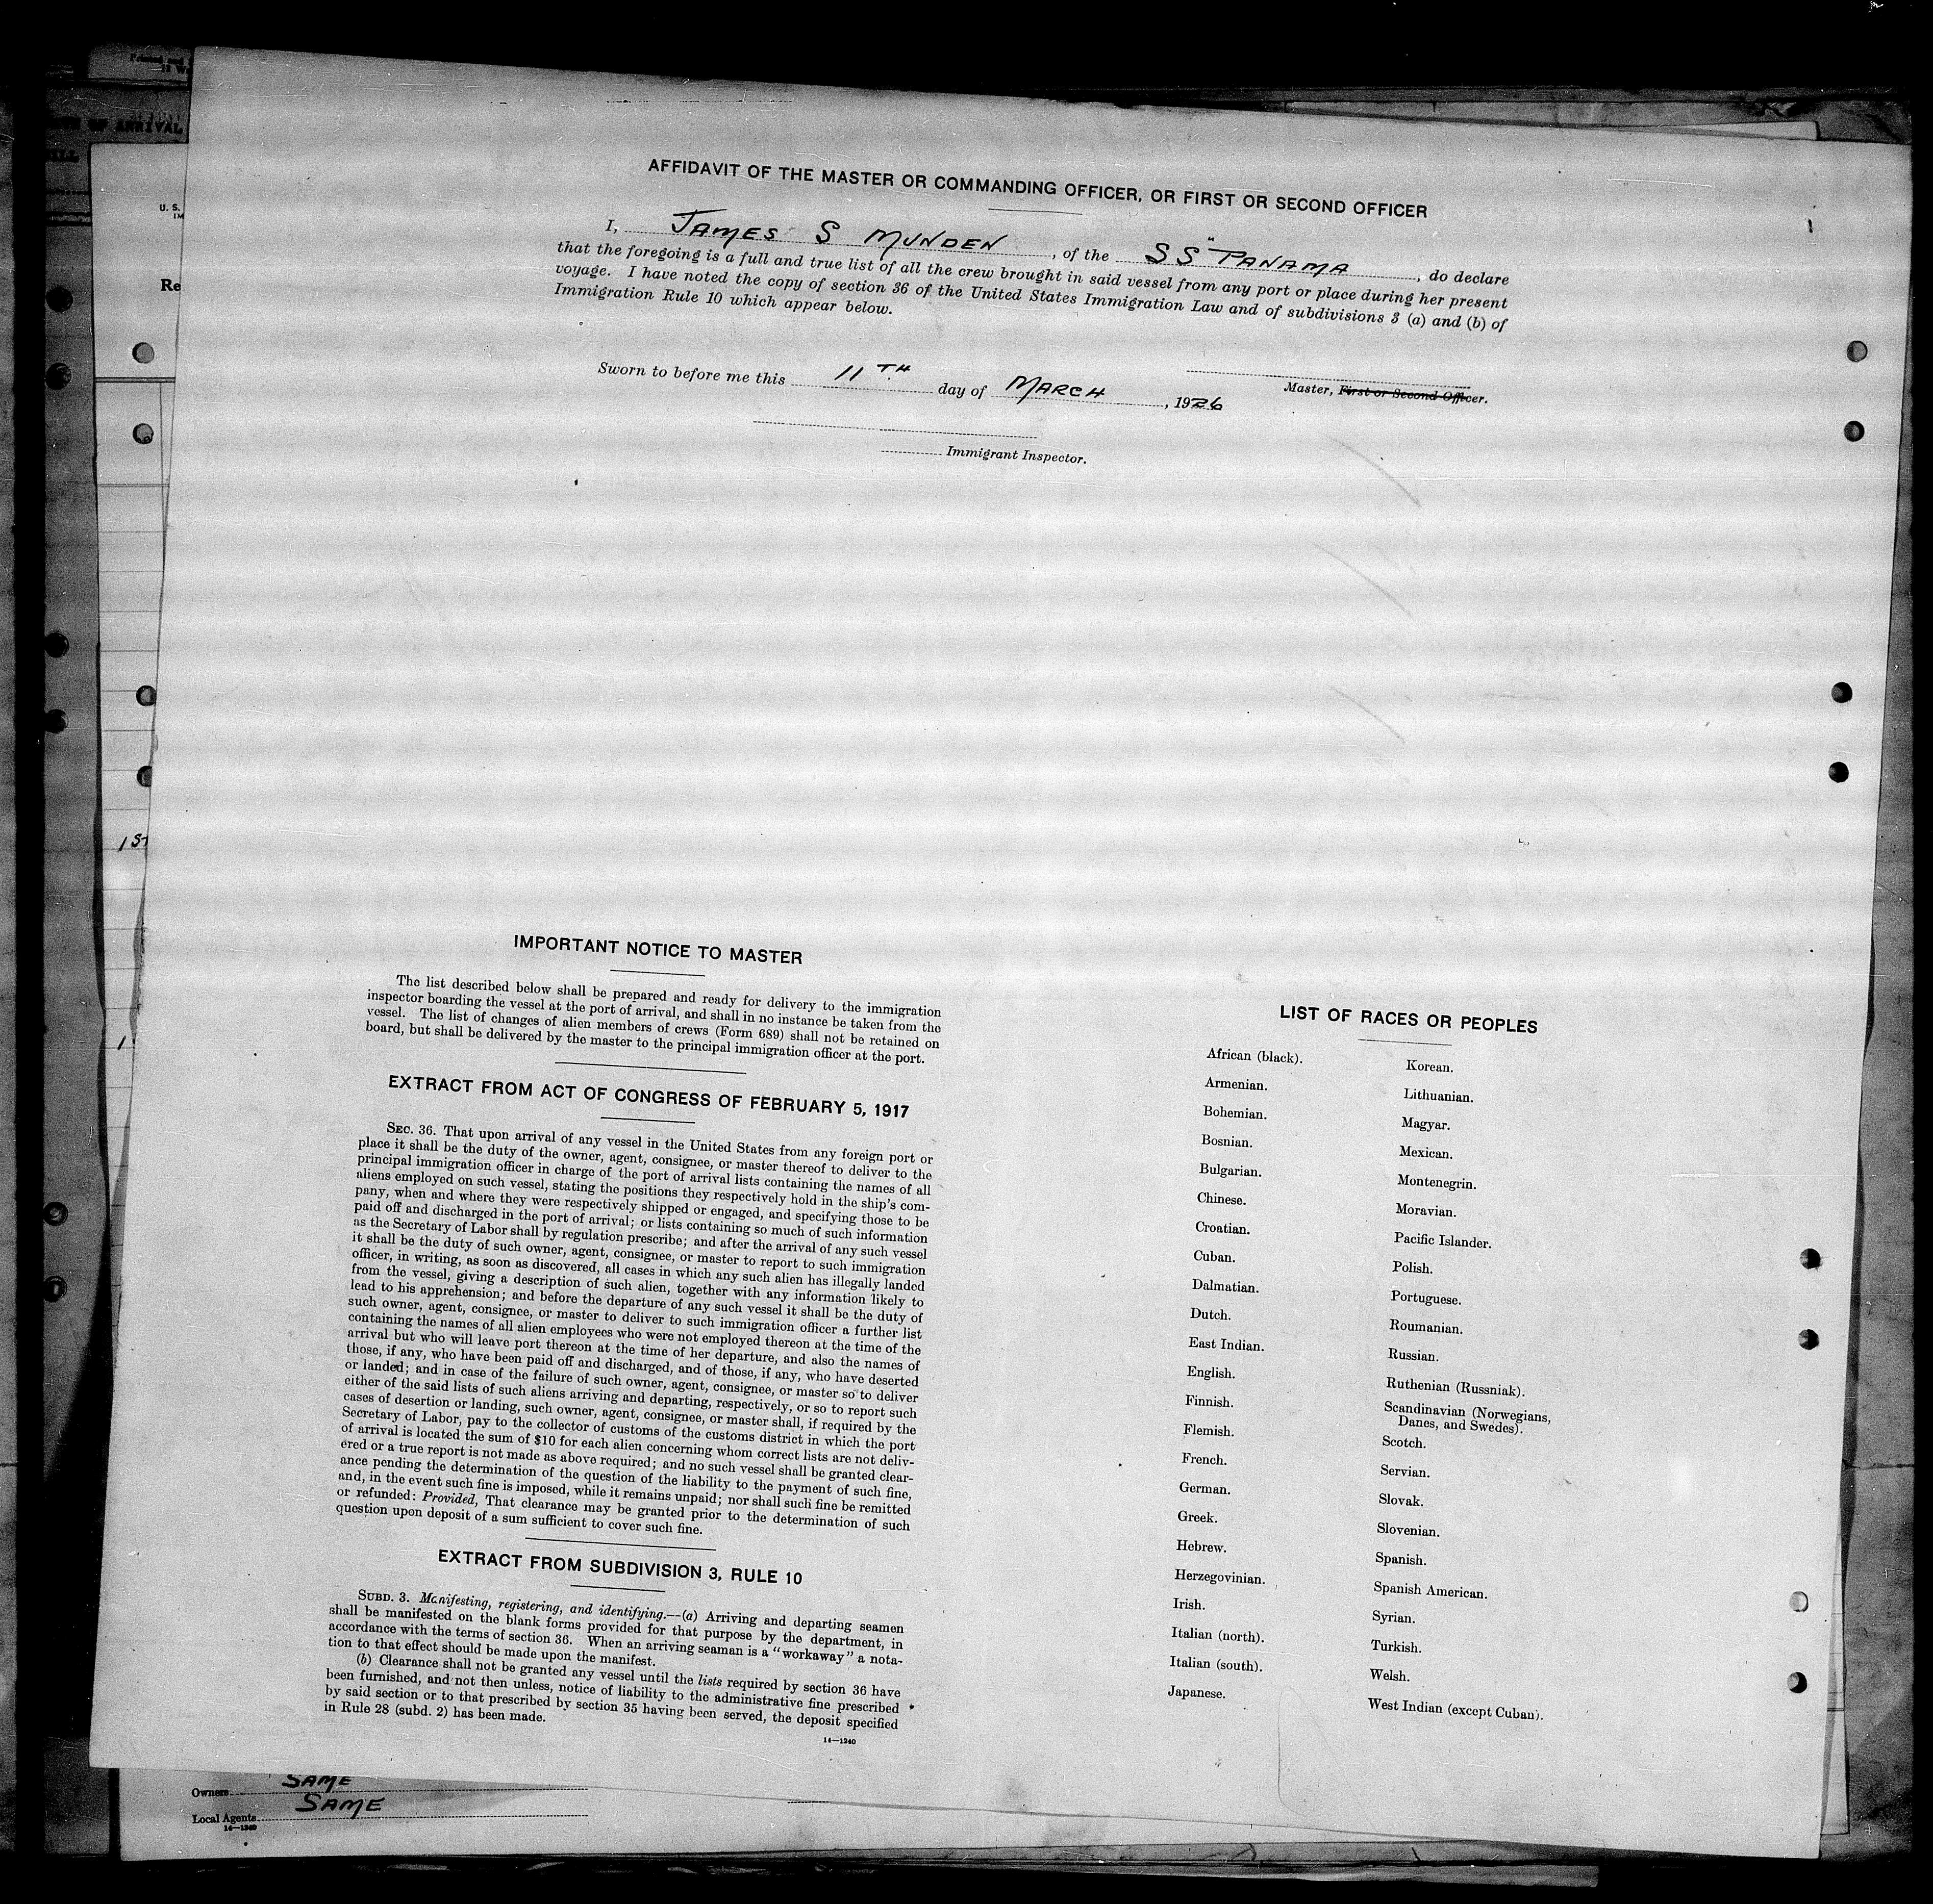 OF ARRIVAL
U. S.
IM
Re
1ST
1
AFFIDAVIT OF THE MASTER OR COMMANDING OFFICER, OR FIRST OR SECOND OFFICER
I, JAMES S MUNDEN, of the SS "PANAMA, do declare
that the foregoing is a full and true list of all the crew brought in said vessel from any port or place during her present
voyage. I have noted the copy of section 36 of the United States Immigration Law and of subdivisions 3 (a) and (b) of
Immigration Rule 10 which appear below.
Master, First or Second Officer.
Sworn to before me this 11TH. day of MARCH, 1926
Immigrant Inspector.
IMPORTANT NOTICE TO MASTER
The list described below shall be prepared and ready for delivery to the immigration
inspector boarding the vessel at the port of arrival, and shall in no instance be taken from the
vessel. The list of changes of alien members of crews (Form 689) shall not be retained on
board, but shall be delivered by the master to the principal immigration officer at the port.
EXTRACT FROM ACT OF CONGRESS OF FEBRUARY 5, 1917
SEC. 36. That upon arrival of any vessel in the United States from any foreign port or
place it shall be the duty of the owner, agent, consignee, or master thereof to deliver to the
principal immigration officer in charge of the port of arrival lists containing the names of all
aliens employed on such vessel, stating the positions they respectively hold in the ship's com-
pany, when and where they were respectively shipped or engaged, and specifying those to be
paid off and discharged in the port of arrival; or lists containing so much of such information
as the Secretary of Labor shall by regulation prescribe; and after the arrival of any such vessel
it shall be the duty of such owner, agent, consignee, or master to report to such immigration
officer, in writing, as soon as discovered, all cases in which any such alien has illegally landed
from the vessel, giving a description of such alien, together with any information likely to
lead to his apprehension; and before the departure of any such vessel it shall be the duty of
such owner, agent, consignee, or master to deliver to such immigration officer a further list
containing the names of all alien employees who were not employed thereon at the time of the
arrival but who will leave port thereon at the time of her departure, and also the names of
those, if any, who have been paid off and discharged, and of those, if any, who have deserted
or landed; and in case of the failure of such owner, agent, consignee, or master so to deliver
either of the said lists of such aliens arriving and departing, respectively, or so to report such
cases of desertion or landing, such owner, agent, consignee, or master shall, if required by the
Secretary of Labor, pay to the collector of customs of the customs district in which the port
of arrival is located the sum of $10 for each alien concerning whom correct lists are not deliv-
ered or a true report is not made as above required; and no such vessel shall be granted clear-
ance pending the determination of the question of the liability to the payment of such fine,
and, in the event such fine is imposed, while it remains unpaid; nor shall such fine be remitted
or refunded: Provided, That clearance may be granted prior to the determination of such
question upon deposit of a sum sufficient to cover such fine.
EXTRACT FROM SUBDIVISION 3, RULE 10
SUBD. 3. Manifesting, registering, and identifying.—(a) Arriving and departing seamen
shall be manifested on the blank forms provided for that purpose by the department, in
accordance with the terms of section 36. When an arriving seaman is a "workaway" a nota-
tion to that effect should be made upon the manifest.
(b) Clearance shall not be granted any vessel until the lists required by section 36 have
been furnished, and not then unless, notice of liability to the administrative fine prescribed
by said section or to that prescribed by section 35 having been served, the deposit specified
in Rule 28 (subd. 2) has been made.
14—1240
LIST OF RACES OR PEOPLES
African (black).
Armenian.
Bohemian.
Bosnian.
Bulgarian.
Chinese.
Croatian.
Cuban.
Dalmatian.
Dutch.
East Indian.
English.
Finnish.
Flemish.
French.
German.
Greek.
Hebrew.
Herzegovinian.
Irish.
Italian (north).
Italian (south).
Japanese.
Korean.
Lithuanian.
Magyar.
Mexican.
Montenegrin.
Moravian.
Pacific Islander.
Polish.
Portuguese.
Roumanian.
Russian.
Ruthenian (Russniak).
Scandinavian (Norwegians,
Danes, and Swedes).
Scotch.
Servian.
Slovak.
Slovenian.
Spanish.
Spanish American.
Syrian.
Turkish.
Welsh.
West Indian (except Cuban).
Owners SAME
Local Agents SAME
14—1240